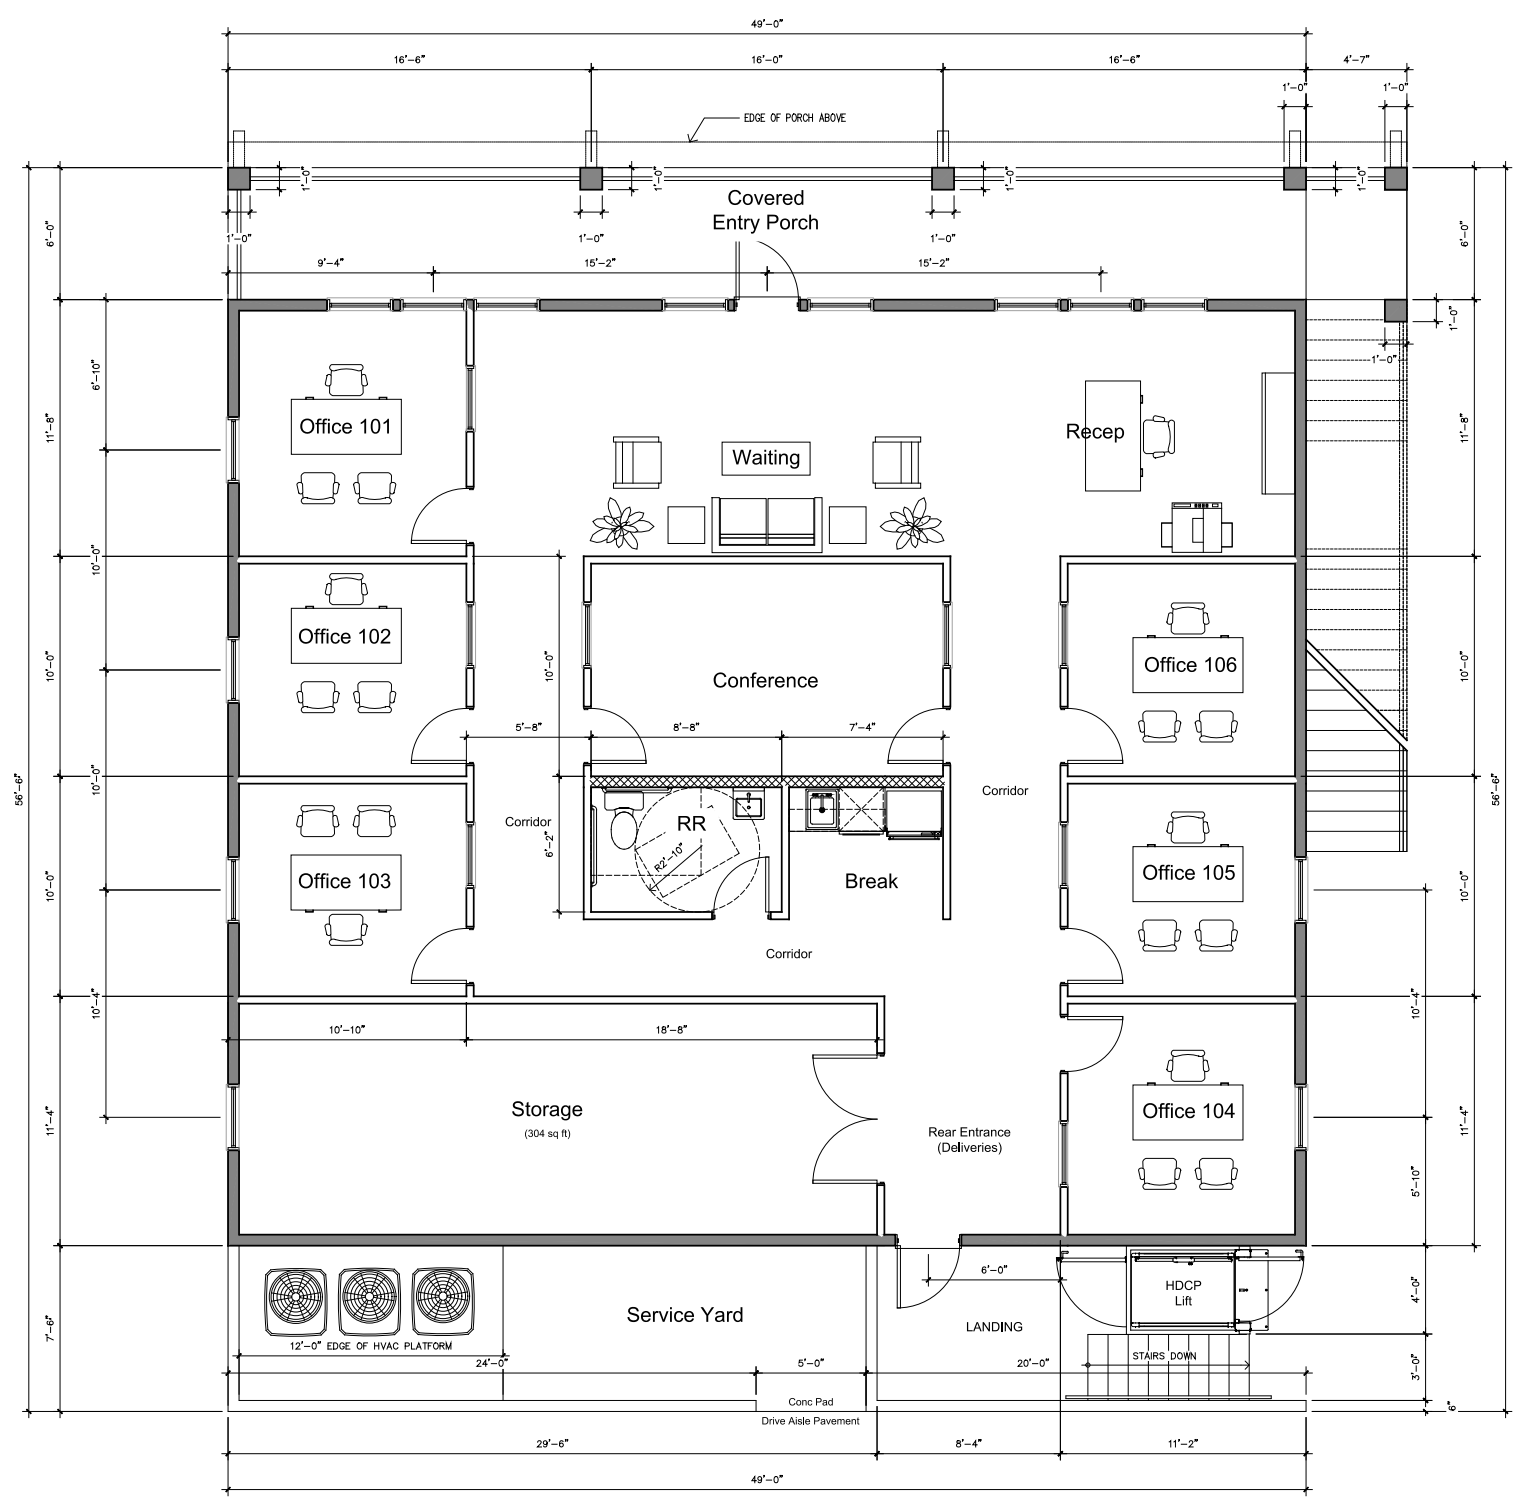 49'-0"
16'-6"
16'-0"
16'-6"
4'-7"
1'-0"
1'-0"
EDGE OF PORCH ABOVE
1'-0"
1'-0"
1'-0"
1'-0"
1'-0"
Covered
Entry Porch
6'-0"
6'-0"
1'-0"
1'-0"
1'-0"
9'-4"
15'-2"
15'-2"
1'-0"
1'-0"
6'-10"
11'-8"
11'-8"
Office 101
Recep
Waiting
10'-0"
Office 102
10'-0"
10'-0"
Office 106
10'-0"
Conference
5'-8"
8'-8"
7'-4"
56'-6"
10'-0"
56'-6"
Corridor
Corridor
6'-2"
RR
R2'-10"
Office 103
10'-0"
Break
Office 105
10'-0"
Corridor
10'-4"
10'-4"
10'-10"
18'-8"
Storage
(304 sq ft)
11'-4"
Office 104
11'-4"
Rear Entrance
(Deliveries)
5'-10"
6'-0"
HDCP
Lift
4'-0"
Service Yard
LANDING
7'-6"
12'-0" EDGE OF HVAC PLATFORM
STAIRS DOWN
24'-0"
5'-0"
20'-0"
3'-0"
Conc Pad
6"
Drive Aisle Pavement
29'-6"
8'-4"
11'-2"
49'-0"